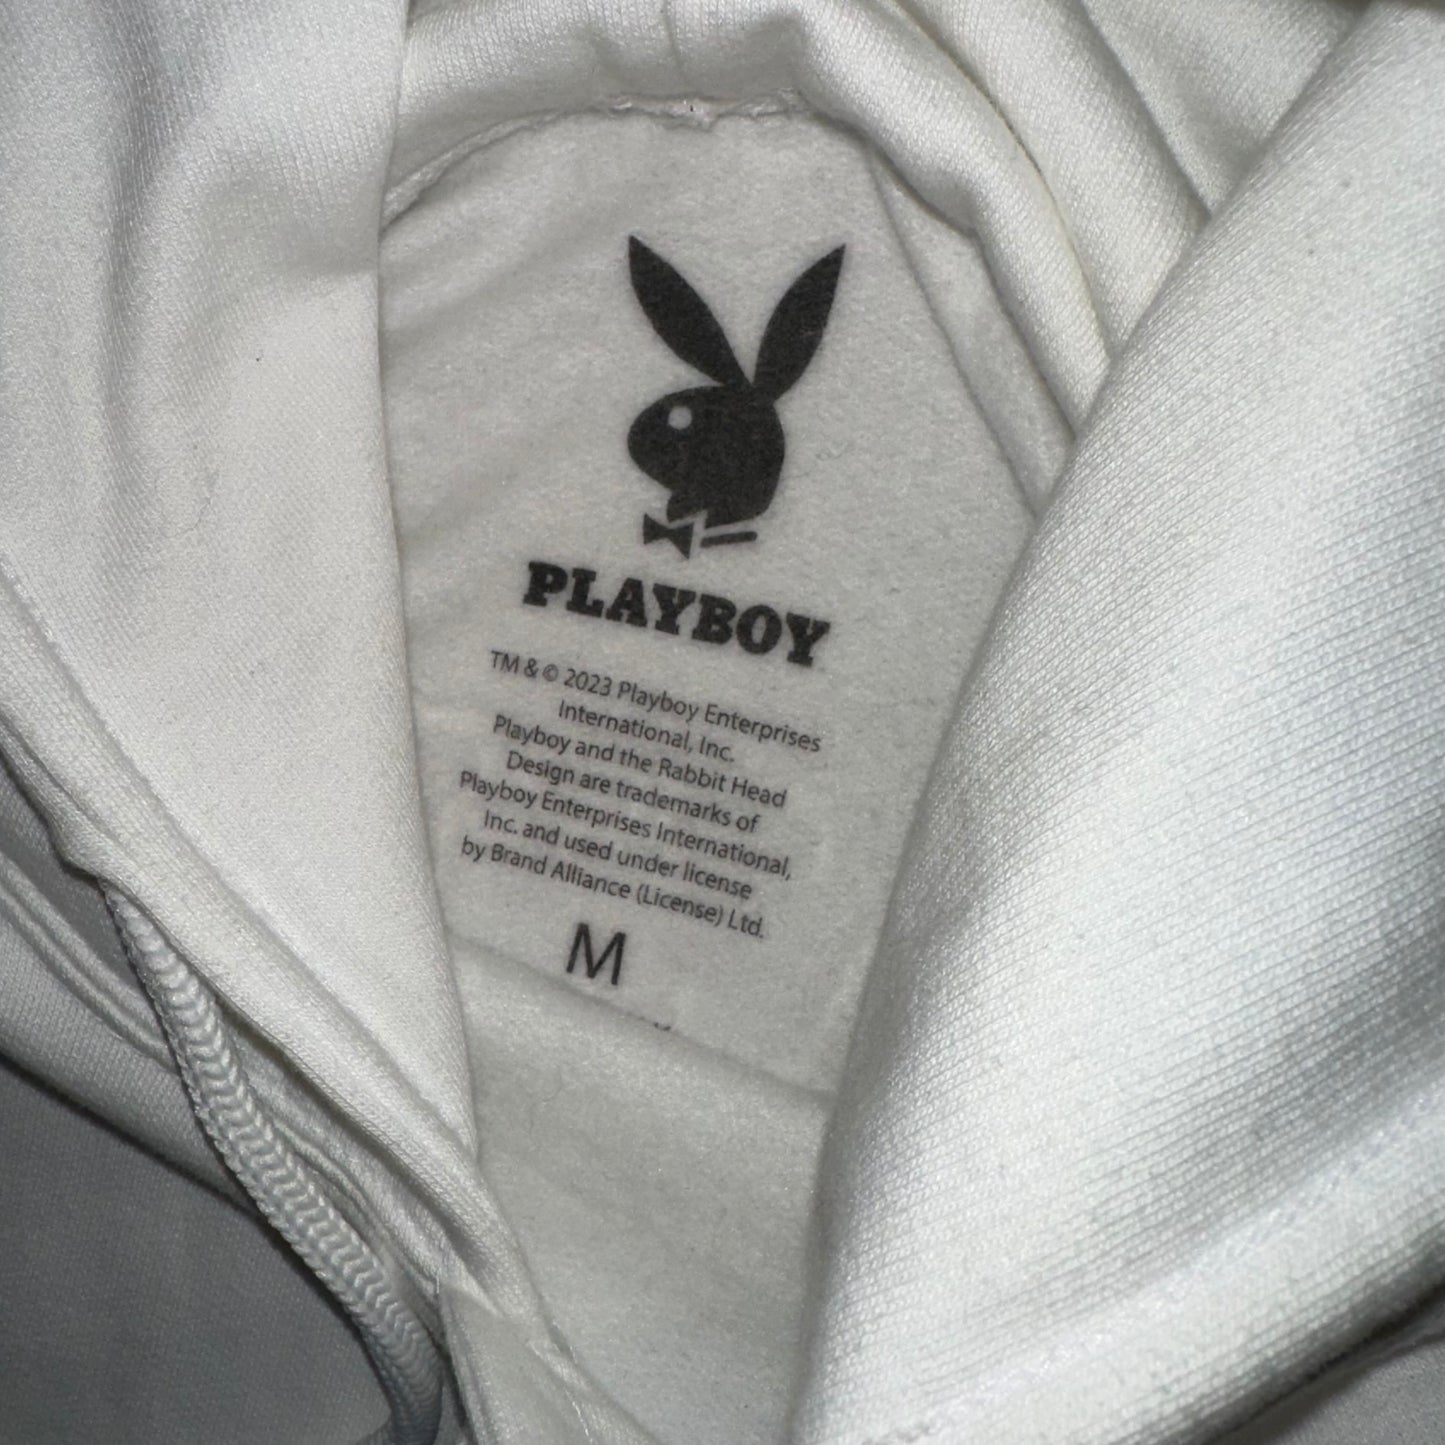 PLAYBOY
TM & © 2023 Playboy Enterprises
International, Inc.
Playboy and the Rabbit Head
Design are trademarks of
Playboy Enterprises International,
Inc. and used under license
by Brand Alliance (License) Ltd.
M